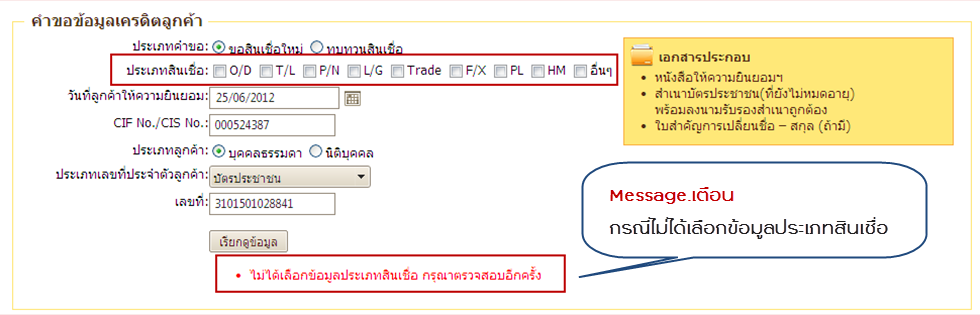 คำขอข้อมูลเครดิตลูกค้า
ประเภทคำขอ: ขอสินเชื่อใหม่ ทบทวนสินเชื่อ
ประเภทสินเชื่อ: O/D T/L P/N L/G Trade F/X PL HM อื่นๆ
วันที่ลูกค้าให้ความยินยอม: 25/06/2012
CIF No./CIS No.: 000524387
ประเภทลูกค้า: บุคคลธรรมดา นิติบุคคล
ประเภทเลขที่ประจำตัวลูกค้า: บัตรประชาชน
เลขที่: 3101501028841
เรียกดูข้อมูล
• ไม่ได้เลือกข้อมูลประเภทสินเชื่อ กรุณาตรวจสอบอีกครั้ง
เอกสารประกอบ
• หนังสือให้ความยินยอมฯ
• สำเนาบัตรประชาชน(ที่ยังไม่หมดอายุ)
พร้อมลงนามรับรองสำเนาถูกต้อง
• ใบสำคัญการเปลี่ยนชื่อ – สกุล (ถ้ามี)
Message.เตือน
กรณีไม่ได้เลือกข้อมูลประเภทสินเชื่อ